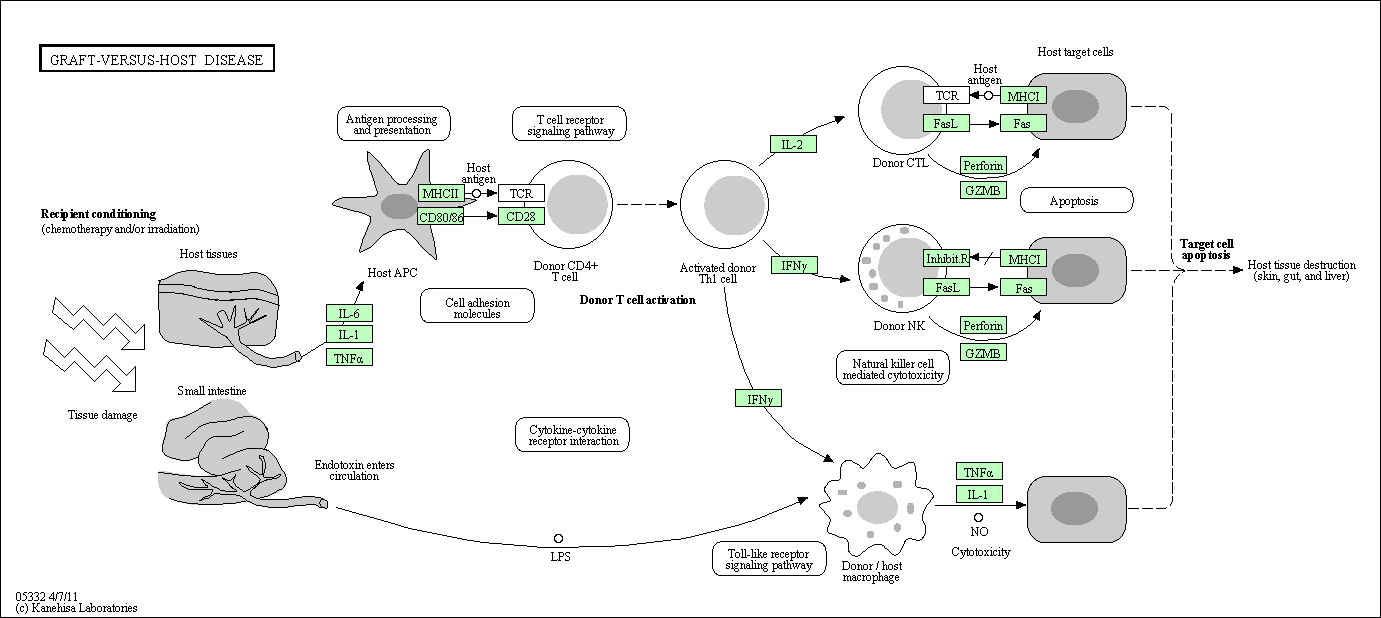 GRAFT-VERSUS-HOST DISEASE
Antigen processing
and presentation
T cell receptor
signaling pathway
Host
antigen
MHCII
TCR
CD80/86
CD28
Host APC
Donor CD4+
T cell
Cell adhesion
molecules
Donor T cell activation
Activated donor
Th1 cell
Recipient conditioning
(chemotherapy and/or irradiation)
Host tissues
IL-6
IL-1
TNFα
Small intestine
Tissue damage
Endotoxin enters
circulation
Cytokine-cytokine
receptor interaction
LPS
IL-2
IFNγ
IFNγ
Host target cells
Host
antigen
TCR
MHCI
FasL
Fas
Donor CTL
Perforin
GZMB
Apoptosis
Inhibit.R
MHCI
FasL
Fas
Donor NK
Perforin
GZMB
Natural killer cell
mediated cytotoxicity
Target cell
apoptosis
Host tissue destruction
(skin, gut, and liver)
TNFα
IL-1
NO
Cytotoxicity
Toll-like receptor
signaling pathway
Donor / host
macrophage
05332 4/7/11
(c) Kanehisa Laboratories